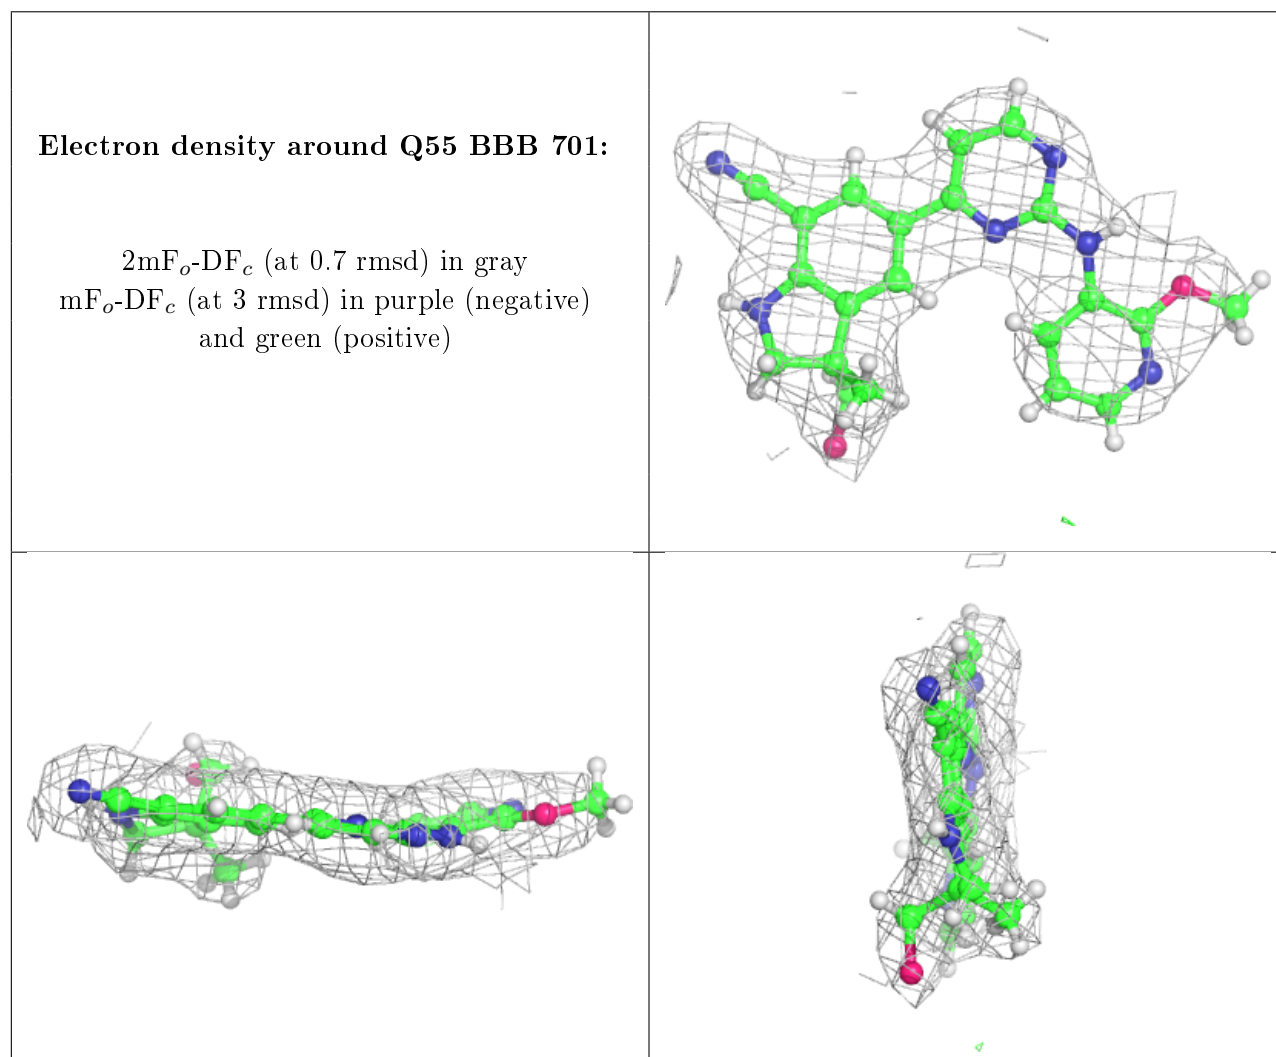 Electron density around Q55 BBB 701:
2mFo-DFc (at 0.7 rmsd) in gray
mFo-DFc (at 3 rmsd) in purple (negative)
and green (positive)